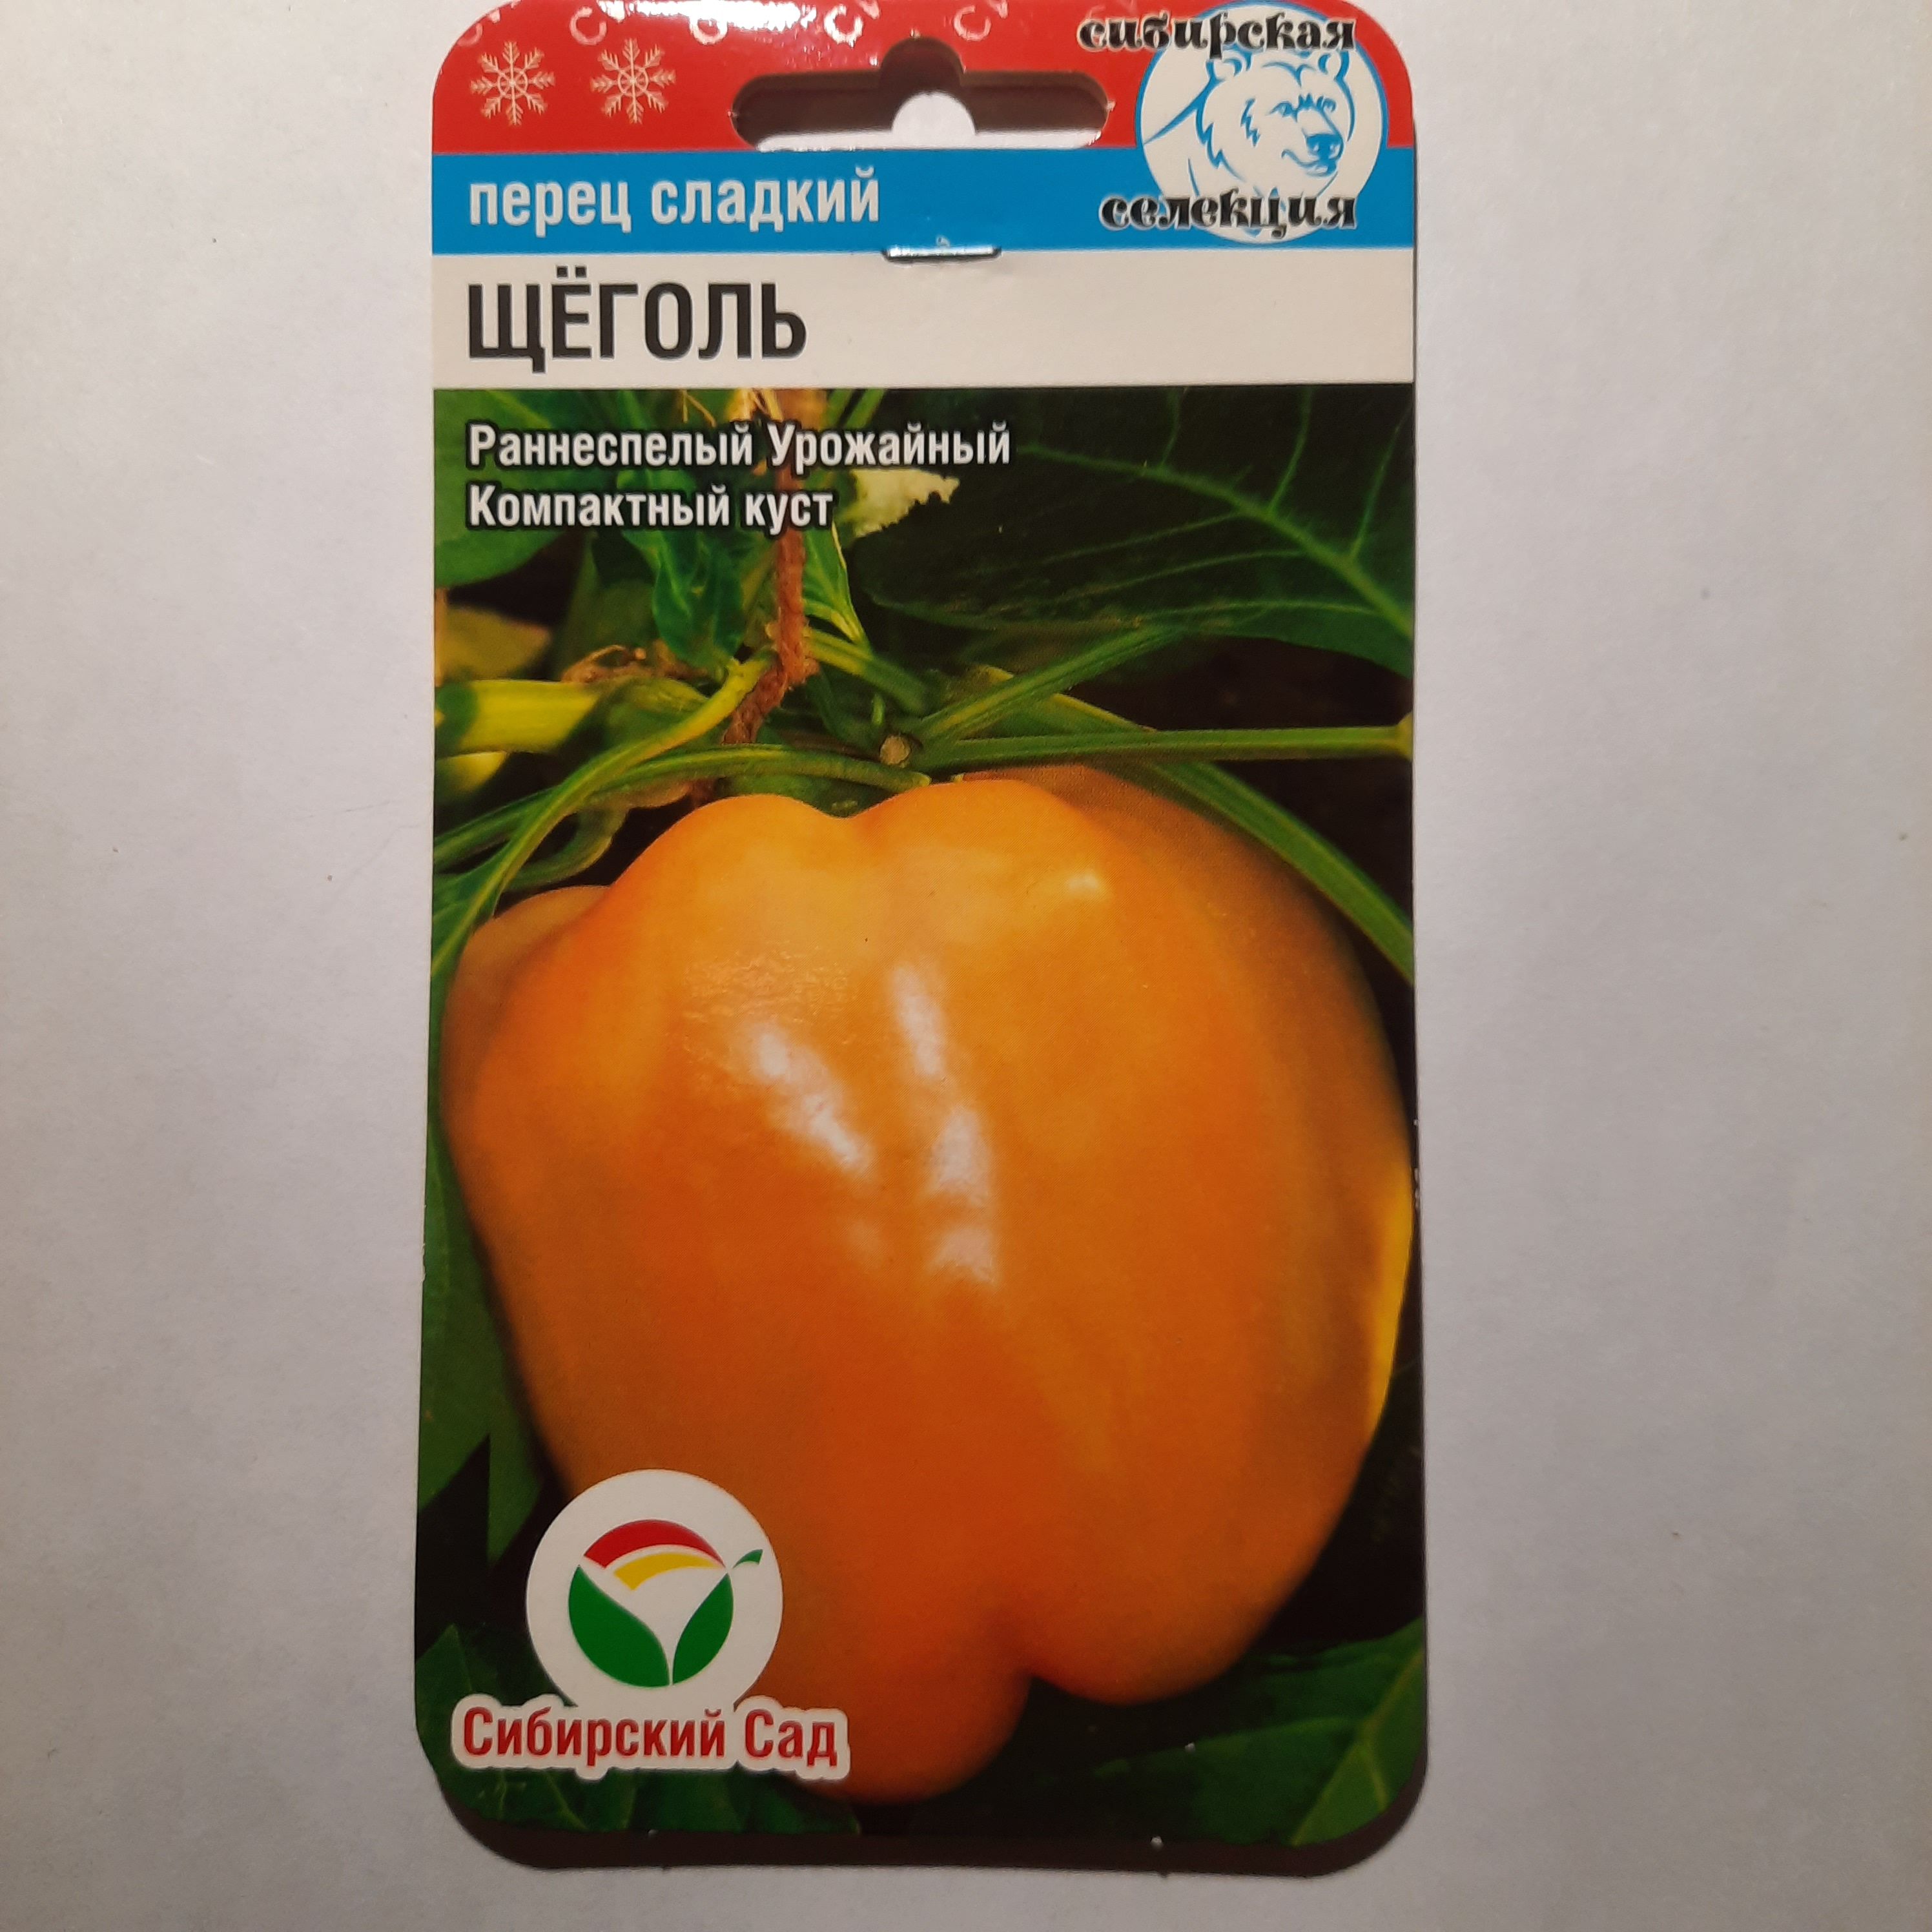 сибирская
селекция
перец сладкий
ЩЁГОЛЬ
Раннеспелый Урожайный
Компактный куст
Сибирский Сад